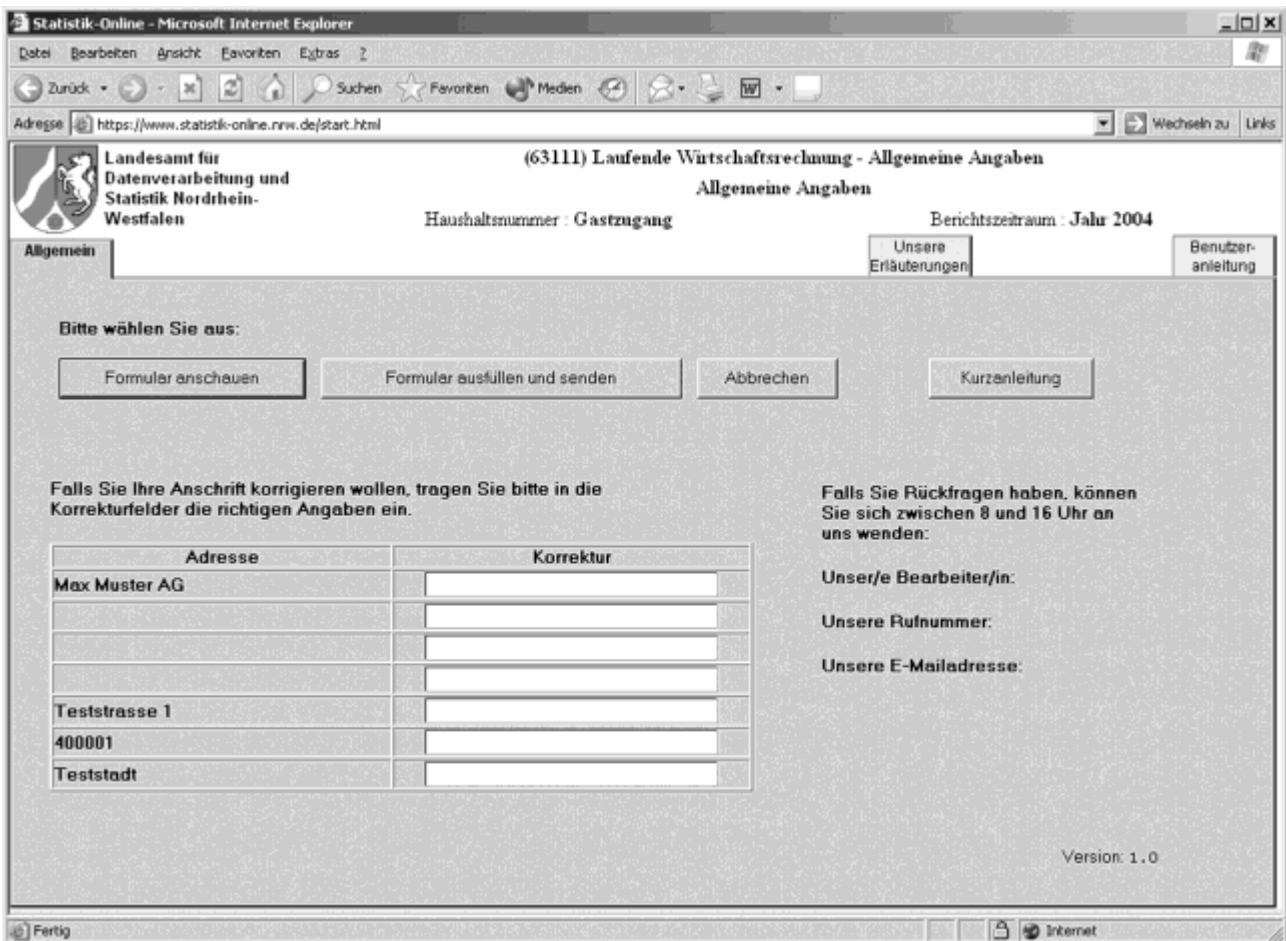 Statistik-Online - Microsoft Internet Explorer
Datei Bearbeiten Ansicht Favoriten Extras ?
Zurück Suchen Favoriten Medien
Adresse https://www.statistik-online.nrw.de/start.html Wechseln zu Links
Landesamt für
Datenverarbeitung und
Statistik Nordrhein-
Westfalen
(63111) Laufende Wirtschaftsrechnung - Allgemeine Angaben
Allgemeine Angaben
Haushaltsnummer : Gastzugang Berichtszeitraum : Jahr 2004
Allgemein
Unsere
Erläuterungen
Benutzer-
anleitung
Bitte wählen Sie aus:
Formular anschauen Formular ausfüllen und senden Abbrechen Kurzanleitung
Falls Sie Ihre Anschrift korrigieren wollen, tragen Sie bitte in die
Korrekturfelder die richtigen Angaben ein.
Adresse Korrektur
Max Muster AG
Teststrasse 1
400001
Teststadt
Falls Sie Rückfragen haben, können
Sie sich zwischen 8 und 16 Uhr an
uns wenden:
Unser/e Bearbeiter/in:
Unsere Rufnummer:
Unsere E-Mailadresse:
Version: 1.0
Fertig Internet